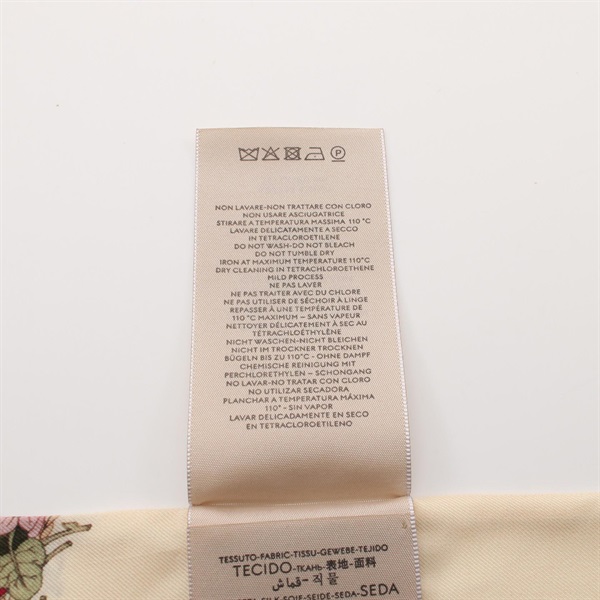 NON LAVARE-NON TRATTARE CON CLORO
NON USARE ASCIUGATRICE
STIRARE A TEMPERATURA MASSIMA 110 °C
LAVARE DELICATAMENTE A SECCO
IN TETRACLOROETILENE
DO NOT WASH-DO NOT BLEACH
DO NOT TUMBLE DRY
IRON AT MAXIMUM TEMPERATURE 110°C
DRY CLEANING IN TETRACHLOROETHENE
MILD PROCESS
NE PAS LAVER
NE PAS TRAITER AVEC DU CHLORE
NE PAS UTILISER DE SÉCHOIR À LINGE
REPASSER À UNE TEMPÉRATURE DE
110 °C MAXIMUM – SANS VAPEUR
NETTOYER DÉLICATEMENT À SEC AU
TÉTRACHLOÉTHYLÈNE
NICHT WASCHEN-NICHT BLEICHEN
NICHT IM TROCKNER TROCKNEN
BÜGELN BIS ZU 110°C - OHNE DAMPF
CHEMISCHE REINIGUNG MIT
PERCHLORETHYLEN – SCHONGANG
NO LAVAR-NO TRATAR CON CLORO
NO UTILIZAR SECADORA
PLANCHAR A TEMPERATURA MÁXIMA
110° - SIN VAPOR
LAVAR DELICADAMENTE EN SECO
EN TETRACLOROETILENO
TESSUTO-FABRIC-TISSU-GEWEBE-TEJIDO
TECIDO-ТКАНЬ-表地-面料
قماش - 직물
SILK-SOIE-SEIDE-SEDA-SEDA